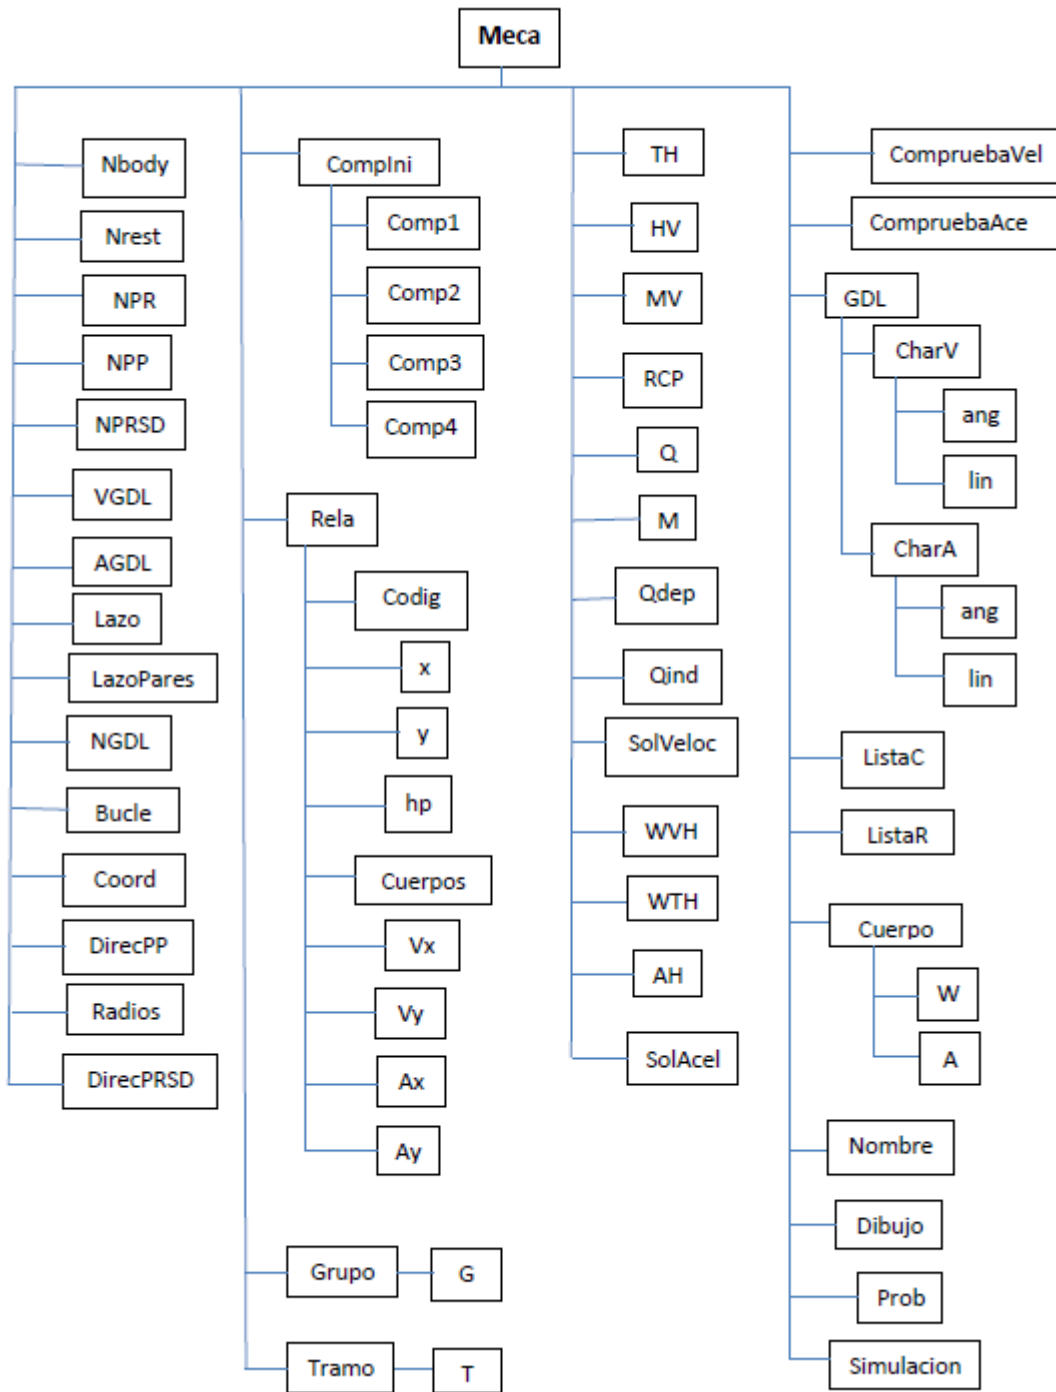 Meca
Nbody
Nrest
NPR
NPP
NPRSD
VGDL
AGDL
Lazo
LazoPares
NGDL
Bucle
Coord
DirecPP
Radios
DirecPRSD
CompIni
Comp1
Comp2
Comp3
Comp4
Rela
Codig
x
y
hp
Cuerpos
Vx
Vy
Ax
Ay
Grupo
G
Tramo
T
TH
HV
MV
RCP
Q
M
Qdep
Qind
SolVeloc
WVH
WTH
AH
SolAcel
CompruebaVel
CompruebaAce
GDL
CharV
ang
lin
CharA
ang
lin
ListaC
ListaR
Cuerpo
W
A
Nombre
Dibujo
Prob
Simulacion